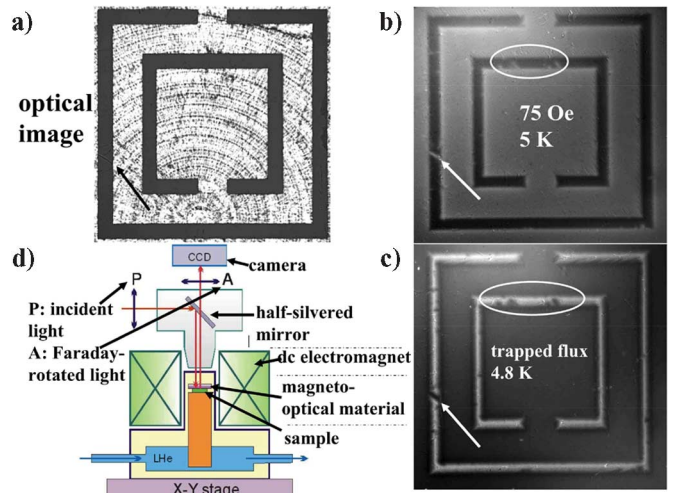 a)
optical
image
b)
75 Oe
5 K
c)
trapped flux
4.8 K
d)
CCD
camera
P
A
P: incident
light
A: Faraday-
rotated light
half-silvered
mirror
dc electromagnet
magneto-
optical material
sample
LHe
X-Y stage